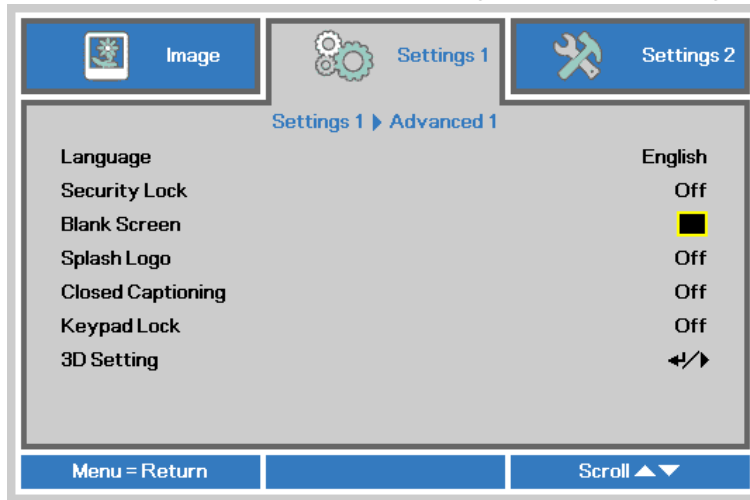 Image
Settings 1
Settings 2
Settings 1 ▶ Advanced 1
Language English
Security Lock Off
Blank Screen
Splash Logo Off
Closed Captioning Off
Keypad Lock Off
3D Setting ↵/▶
Menu = Return
Scroll ▲▼